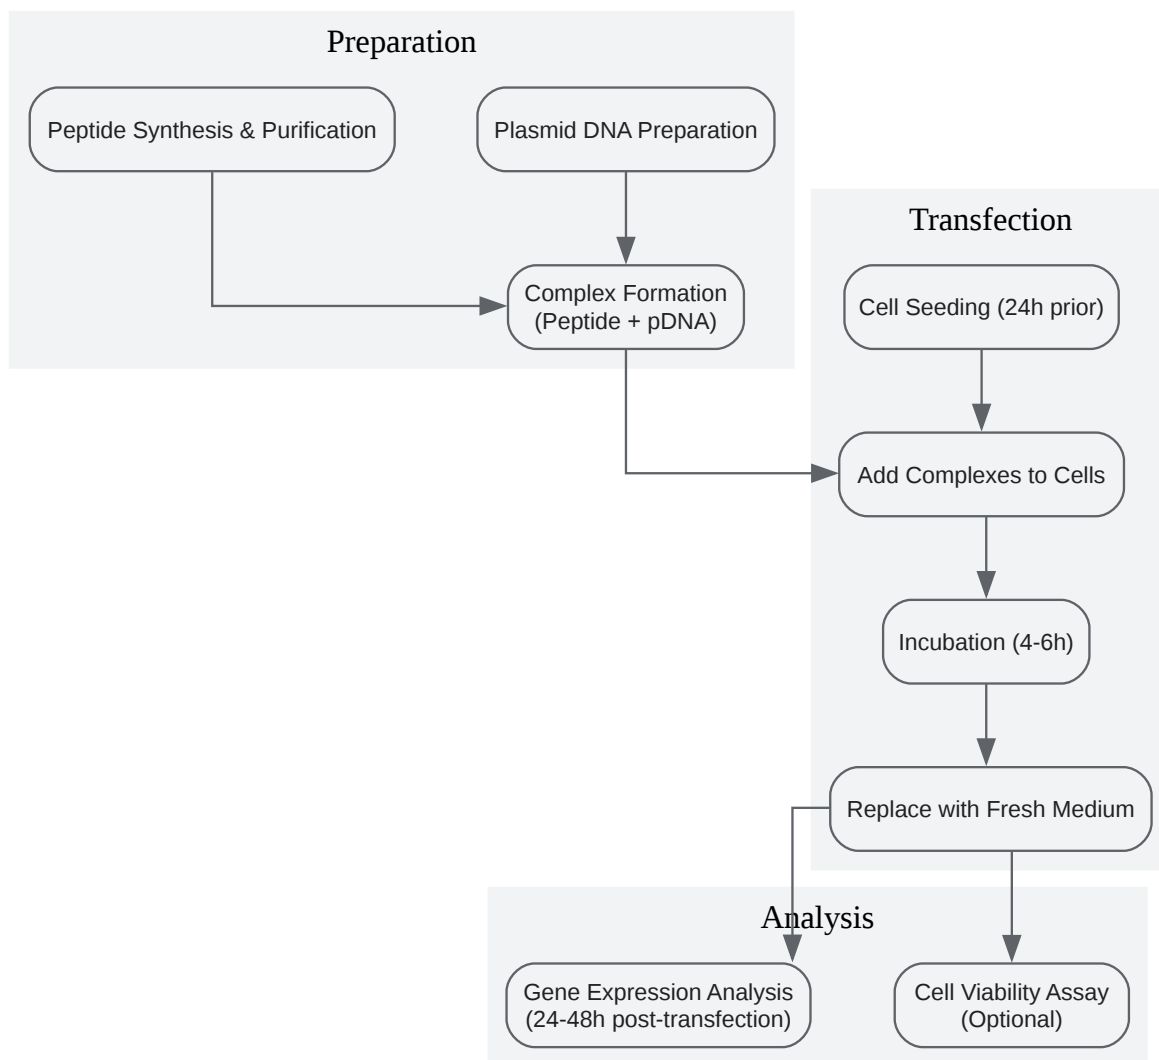 Preparation
Peptide Synthesis & Purification
Plasmid DNA Preparation
Complex Formation
(Peptide + pDNA)
Transfection
Cell Seeding (24h prior)
Add Complexes to Cells
Incubation (4-6h)
Replace with Fresh Medium
Analysis
Gene Expression Analysis
(24-48h post-transfection)
Cell Viability Assay
(Optional)